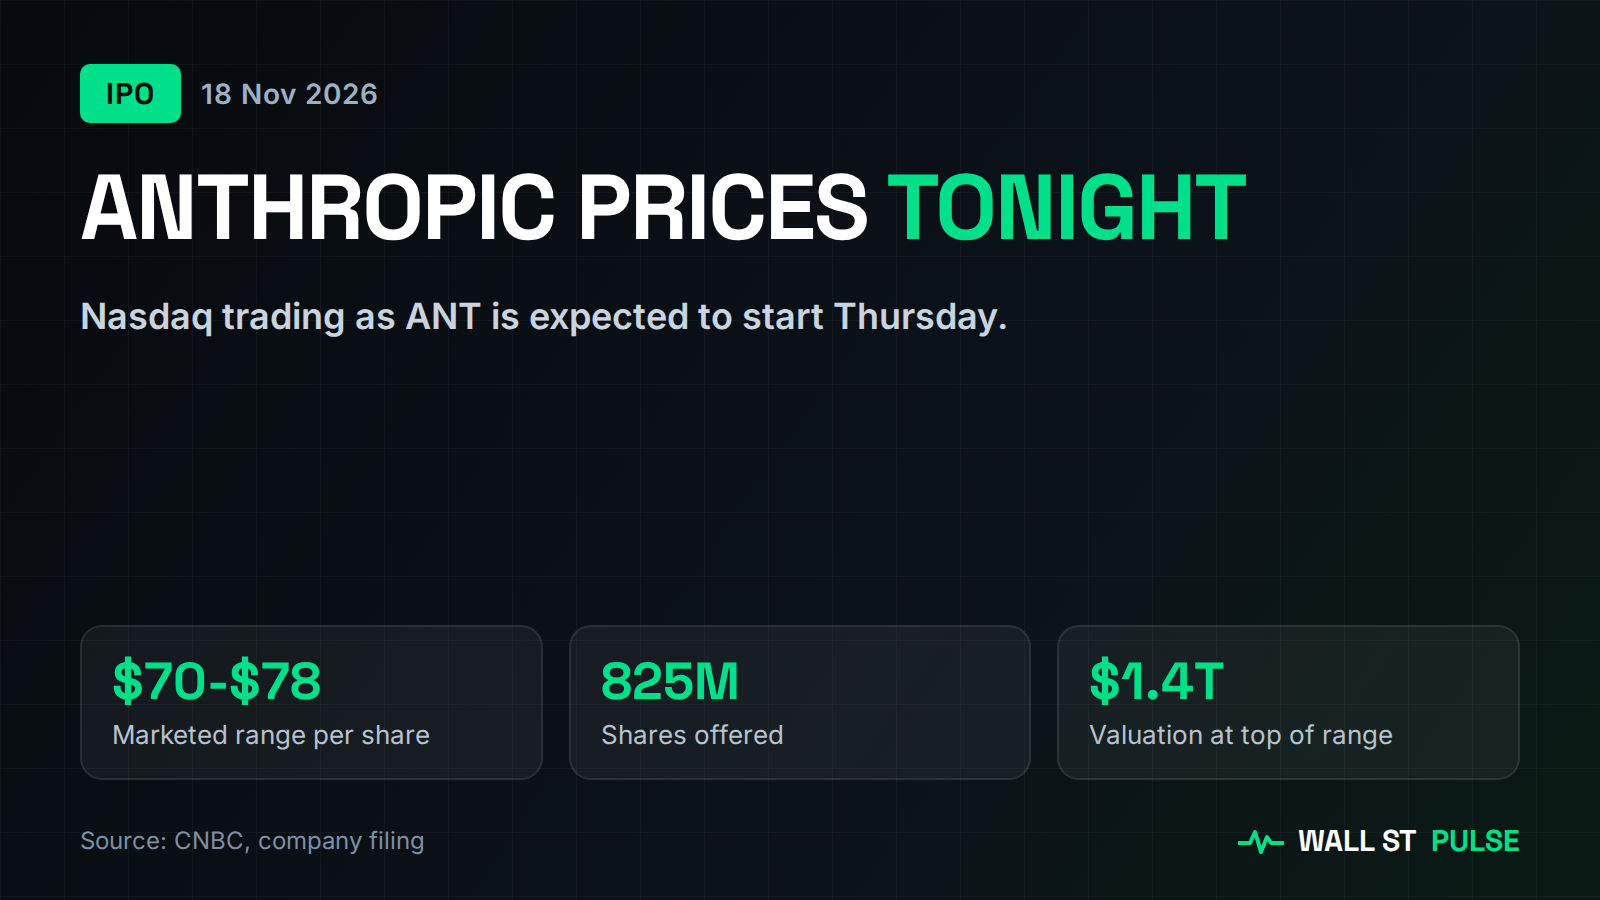 IPO 18 Nov 2026
ANTHROPIC PRICES TONIGHT
Nasdaq trading as ANT is expected to start Thursday.
$70-$78
Marketed range per share
825M
Shares offered
$1.4T
Valuation at top of range
Source: CNBC, company filing
WALL ST PULSE